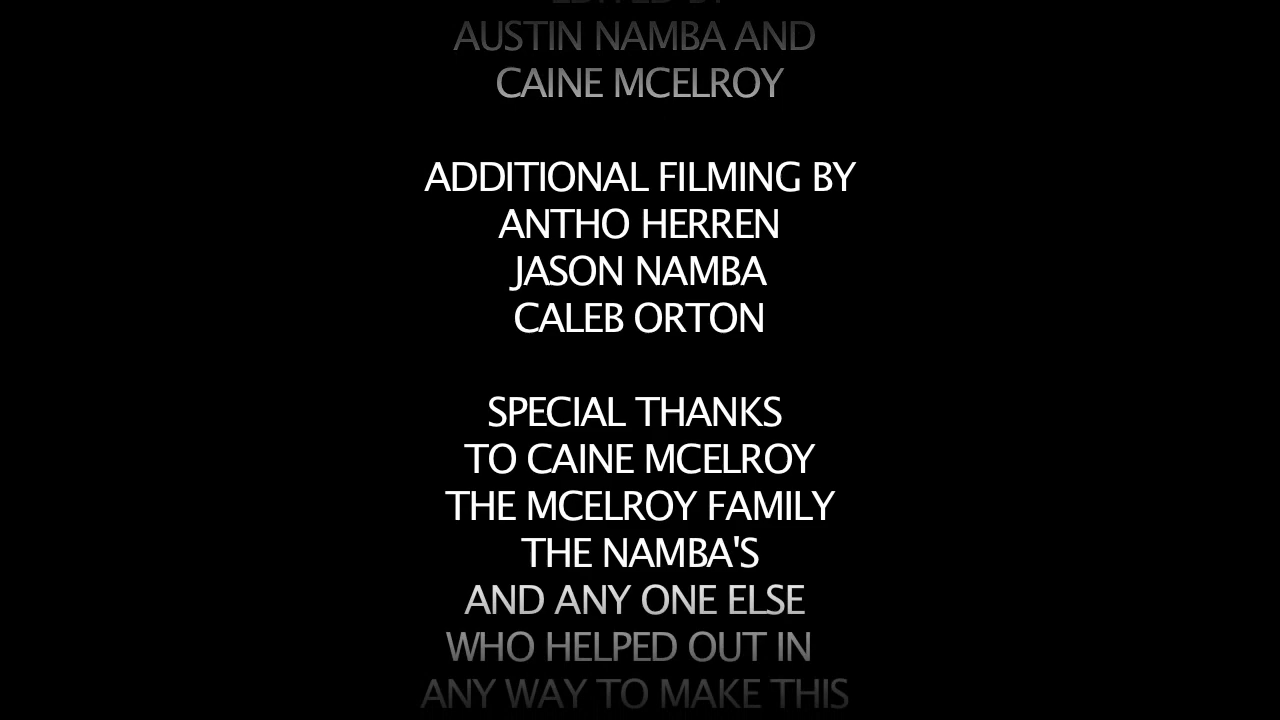 AUSTIN NAMBA AND
CAINE MCELROY
ADDITIONAL FILMING BY
ANTHO HERREN
JASON NAMBA
CALEB ORTON
SPECIAL THANKS
TO CAINE MCELROY
THE MCELROY FAMILY
THE NAMBA'S
AND ANY ONE ELSE
WHO HELPED OUT IN
ANY WAY TO MAKE THIS